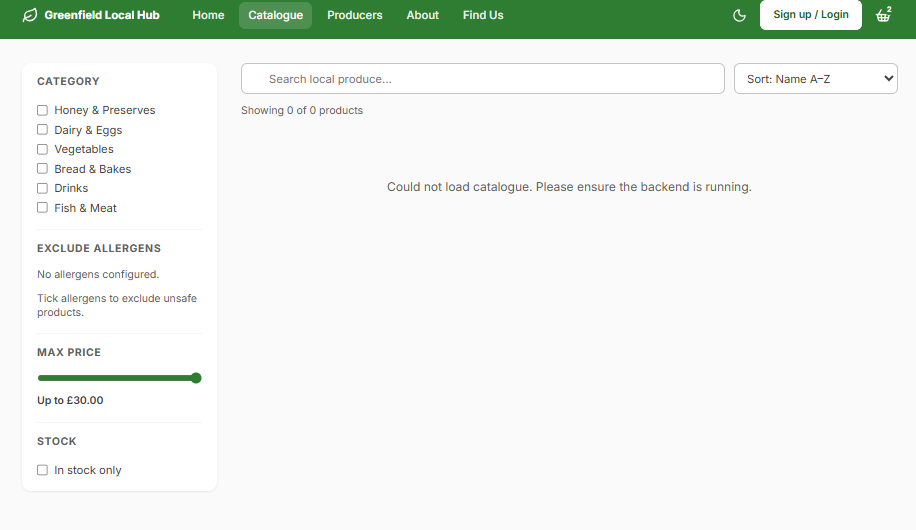 Greenfield Local Hub
Home
Catalogue
Producers
About
Find Us
Sign up / Login
2
CATEGORY
Honey & Preserves
Dairy & Eggs
Vegetables
Bread & Bakes
Drinks
Fish & Meat
EXCLUDE ALLERGENS
No allergens configured.
Tick allergens to exclude unsafe
products.
MAX PRICE
Up to £30.00
STOCK
In stock only
Search local produce...
Sort: Name A–Z
Showing 0 of 0 products
Could not load catalogue. Please ensure the backend is running.